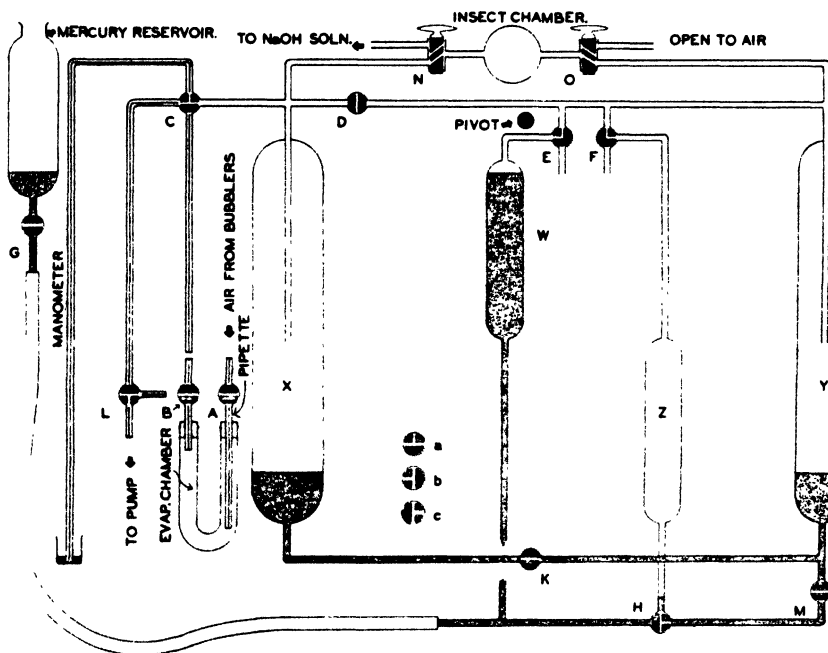 INSECT CHAMBER.
MERCURY RESERVOIR.
TO NaOH SOLN.
OPEN TO AIR
N
O
C
D
PIVOT
E
F
G
W
MANOMETER
AIR FROM BUBBLERS
PIPETTE
X
Y
Z
L
B
A
a
b
c
TO PUMP
EVAP. CHAMBER
K
H
M